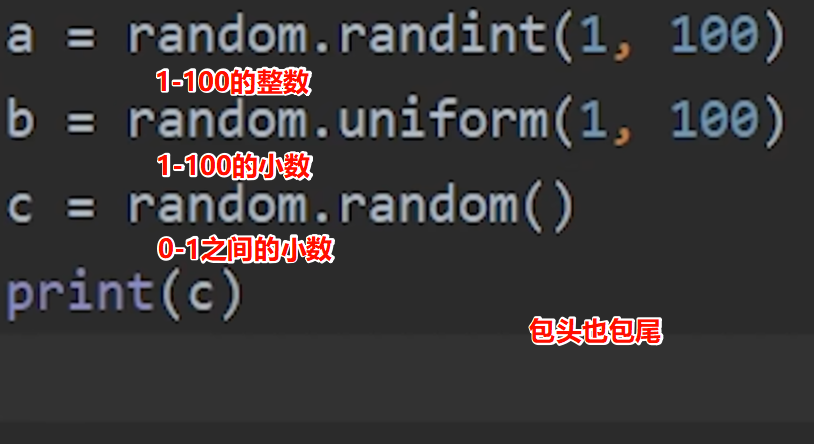 a = random.randint(1, 100)
1-100的整数
b = random.uniform(1, 100)
1-100的小数
c = random.random()
0-1之间的小数
print(c)
包头也包尾